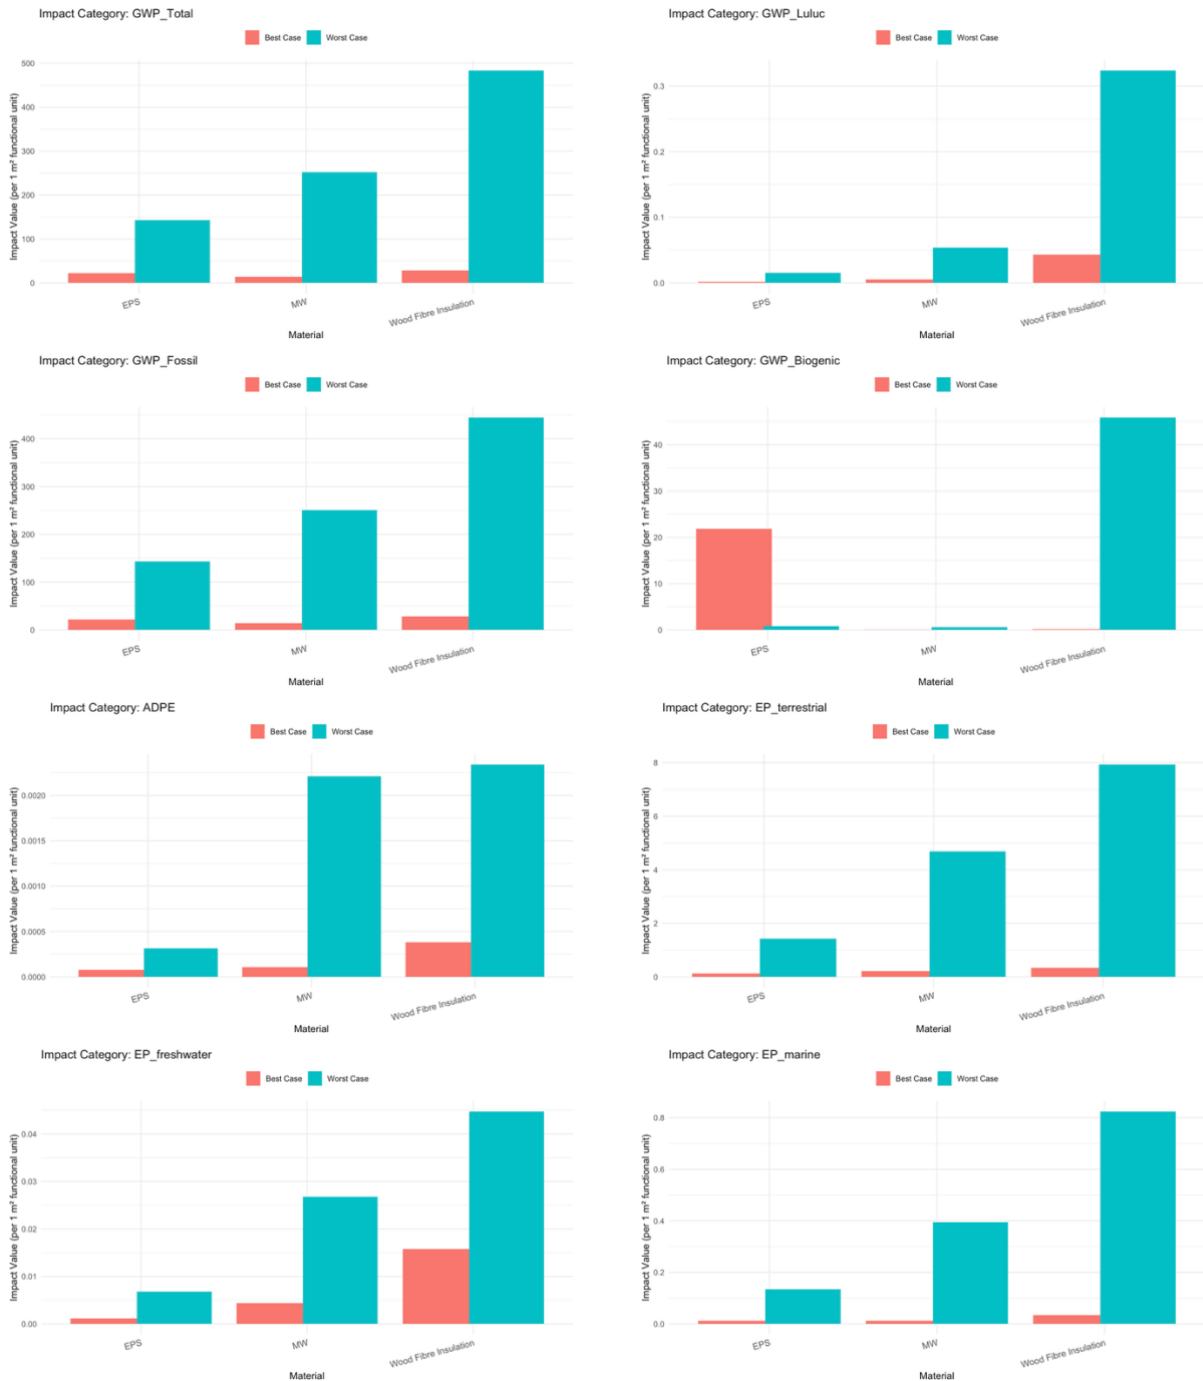 Impact Category: GWP_Total
Best Case Worst Case
Impact Value (per 1 m² functional unit)
500
400
300
200
100
0
EPS
MW
Wood Fibre Insulation
Material
Impact Category: GWP_Luluc
Best Case Worst Case
Impact Value (per 1 m² functional unit)
0.3
0.2
0.1
0.0
EPS
MW
Wood Fibre Insulation
Material
Impact Category: GWP_Fossil
Best Case Worst Case
Impact Value (per 1 m² functional unit)
400
300
200
100
0
EPS
MW
Wood Fibre Insulation
Material
Impact Category: GWP_Biogenic
Best Case Worst Case
Impact Value (per 1 m² functional unit)
40
30
20
10
0
EPS
MW
Wood Fibre Insulation
Material
Impact Category: ADPE
Best Case Worst Case
Impact Value (per 1 m² functional unit)
0.0020
0.0015
0.0010
0.0005
0.0000
EPS
MW
Wood Fibre Insulation
Material
Impact Category: EP_terrestrial
Best Case Worst Case
Impact Value (per 1 m² functional unit)
8
6
4
2
0
EPS
MW
Wood Fibre Insulation
Material
Impact Category: EP_freshwater
Best Case Worst Case
Impact Value (per 1 m² functional unit)
0.04
0.03
0.02
0.01
0.00
EPS
MW
Wood Fibre Insulation
Material
Impact Category: EP_marine
Best Case Worst Case
Impact Value (per 1 m² functional unit)
0.8
0.6
0.4
0.2
0.0
EPS
MW
Wood Fibre Insulation
Material